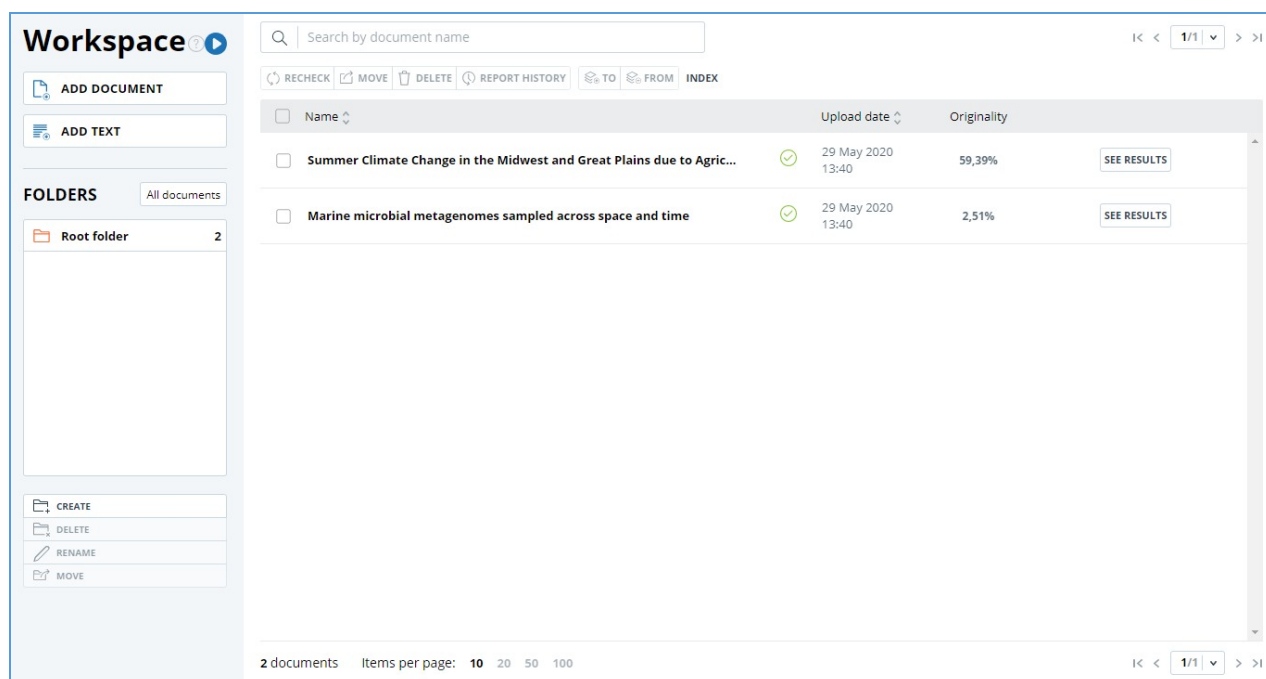 Workspace
ADD DOCUMENT
ADD TEXT
FOLDERS All documents
Root folder 2
CREATE
DELETE
RENAME
MOVE
Search by document name
1/1
RECHECK MOVE DELETE REPORT HISTORY TO FROM INDEX
Name Upload date Originality
Summer Climate Change in the Midwest and Great Plains due to Agric... 29 May 2020 13:40 59,39% SEE RESULTS
Marine microbial metagenomes sampled across space and time 29 May 2020 13:40 2,51% SEE RESULTS
2 documents Items per page: 10 20 50 100 1/1